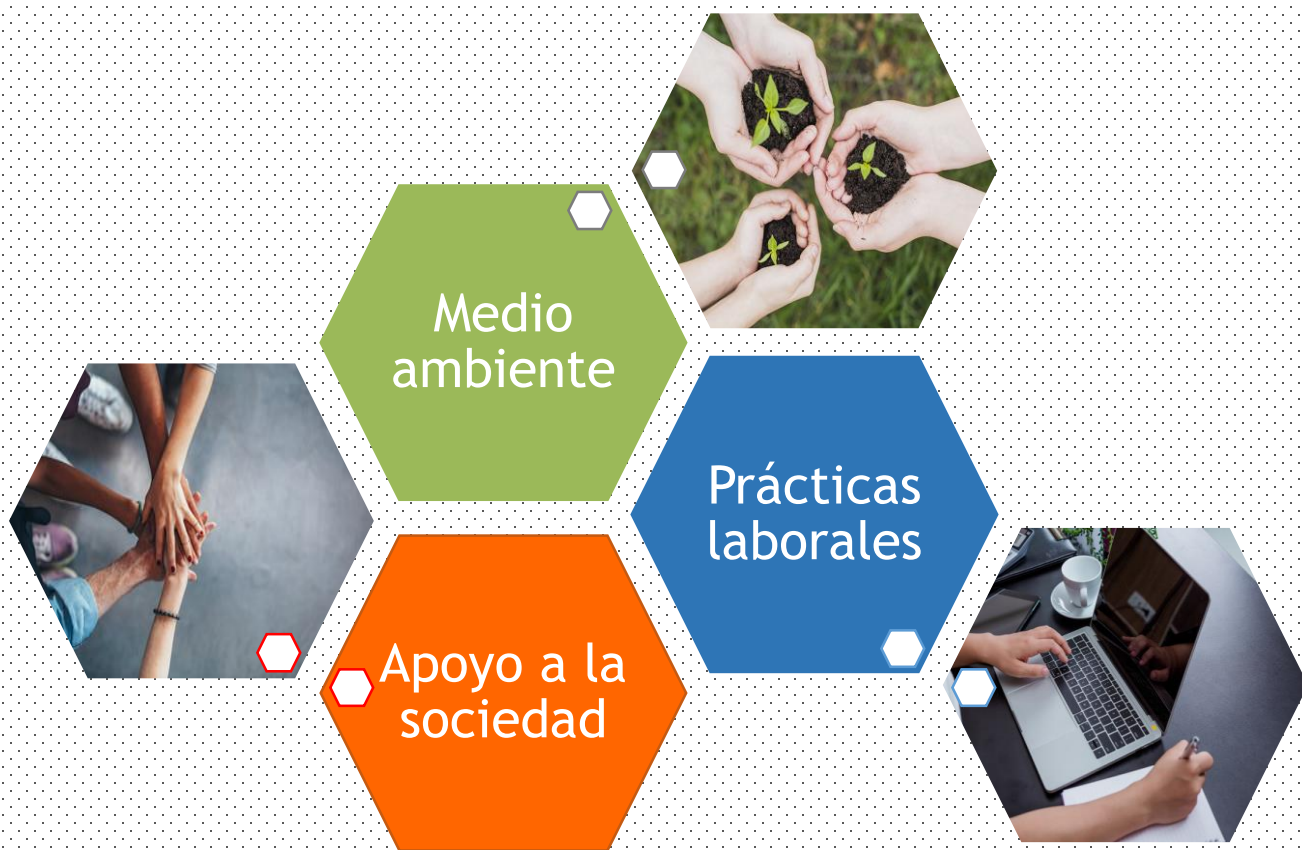 Medio
ambiente
Prácticas
laborales
Apoyo a la
sociedad